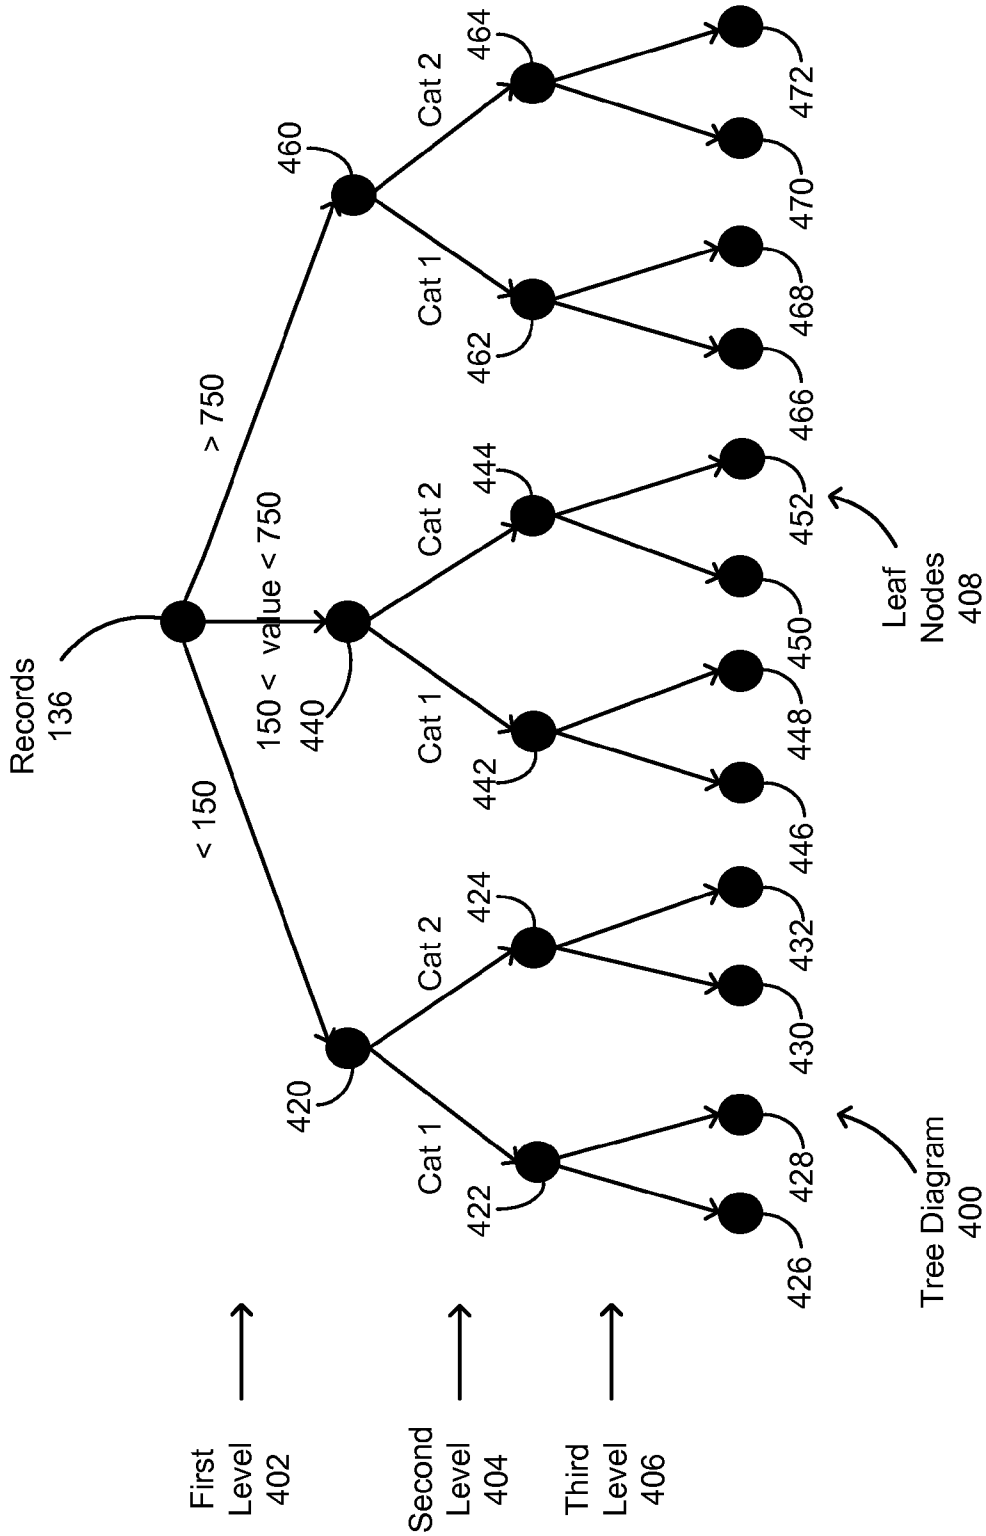 Records
136
< 150
150 < value < 750
> 750
First
Level
402
420
440
460
Cat 1
Cat 2
Cat 1
Cat 2
Cat 1
Cat 2
Second
Level
404
422
424
442
444
462
464
Third
Level
406
426
428
430
432
446
448
450
452
466
468
470
472
Tree Diagram
400
Leaf
Nodes
408